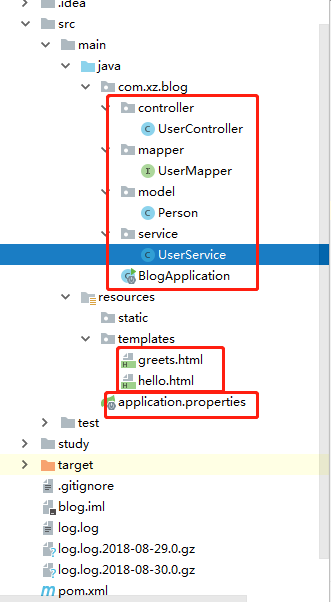 .idea
src
main
java
com.xz.blog
controller
UserController
mapper
UserMapper
model
Person
service
UserService
BlogApplication
resources
static
templates
greets.html
hello.html
application.properties
test
study
target
.gitignore
blog.iml
log.log
log.log.2018-08-29.0.gz
log.log.2018-08-30.0.gz
pom.xml